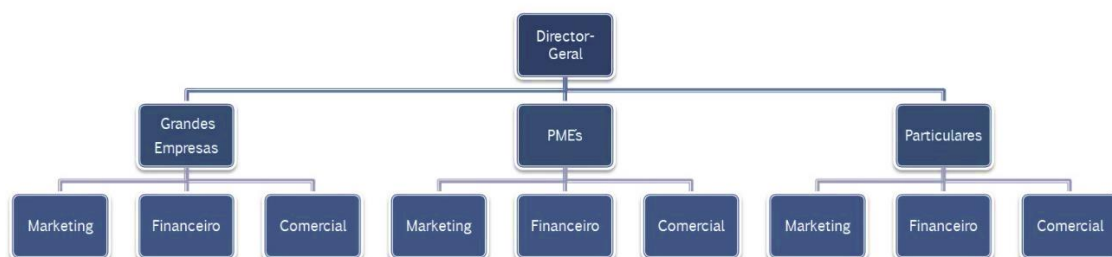 Director-
Geral
Grandes
Empresas
PMEs
Particulares
Marketing
Financeiro
Comercial
Marketing
Financeiro
Comercial
Marketing
Financeiro
Comercial